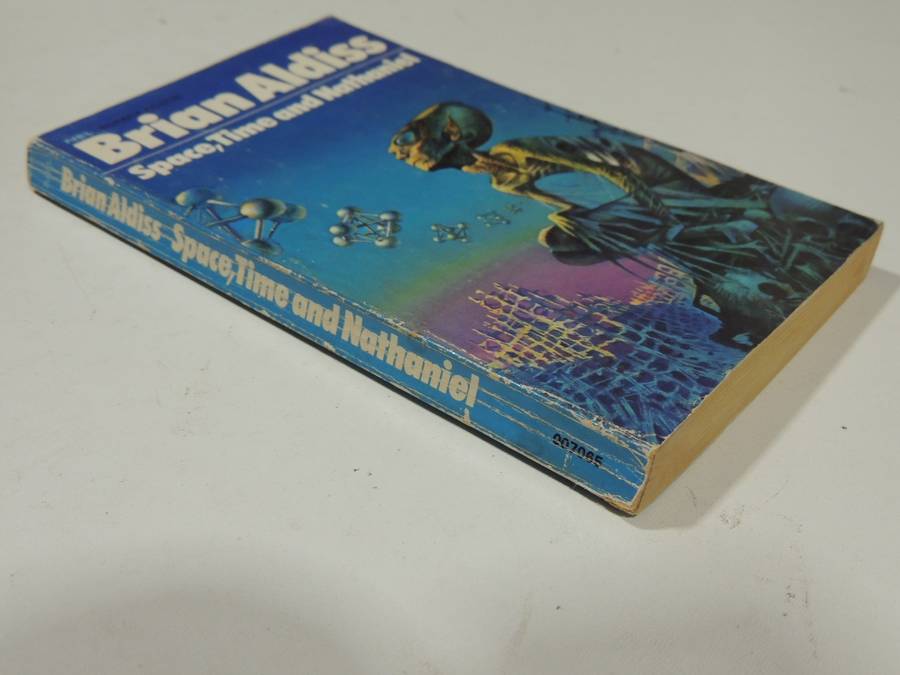 Brian Aldiss
Space, Time and Nathaniel
Brian Aldiss Space, Time and Nathaniel
007065